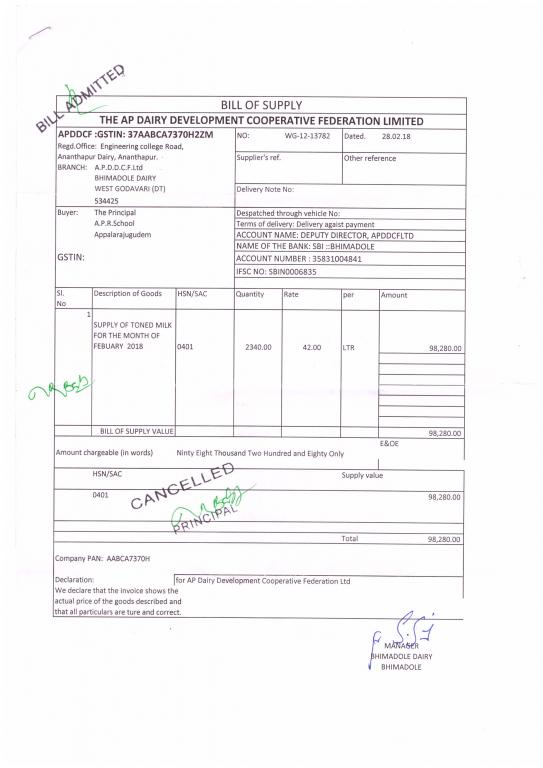 BILL ADMITTED
BILL OF SUPPLY
THE AP DAIRY DEVELOPMENT COOPERATIVE FEDERATION LIMITED
APDDCF :GSTIN: 37AABCA7370H2ZM
NO: WG-12-13782 Dated. 28.02.18
Regd.Office: Engineering college Road,
Ananthapur Dairy, Ananthapur.
Supplier's ref. Other reference
BRANCH: A.P.D.D.C.F.Ltd
BHIMADOLE DAIRY
WEST GODAVARI (DT)
Delivery Note No:
534425
Buyer: The Principal
Despatched through vehicle No:
A.P.R.School
Terms of delivery: Delivery agaist payment
Appalarajugudem
ACCOUNT NAME: DEPUTY DIRECTOR, APDDCFLTD
NAME OF THE BANK: SBI ::BHIMADOLE
GSTIN:
ACCOUNT NUMBER : 35831004841
IFSC NO: SBIN0006835
Sl. No Description of Goods HSN/SAC Quantity Rate per Amount
1
SUPPLY OF TONED MILK
FOR THE MONTH OF
FEBUARY 2018 0401 2340.00 42.00 LTR 98,280.00
BILL OF SUPPLY VALUE 98,280.00
E&OE
Amount chargeable (in words) Ninty Eight Thousand Two Hundred and Eighty Only
HSN/SAC Supply value
0401 98,280.00
CANCELLED
PRINCIPAL
Total 98,280.00
Company PAN: AABCA7370H
Declaration: for AP Dairy Development Cooperative Federation Ltd
We declare that the invoice shows the
actual price of the goods described and
that all particulars are ture and correct.
MANAGER
BHIMADOLE DAIRY
BHIMADOLE